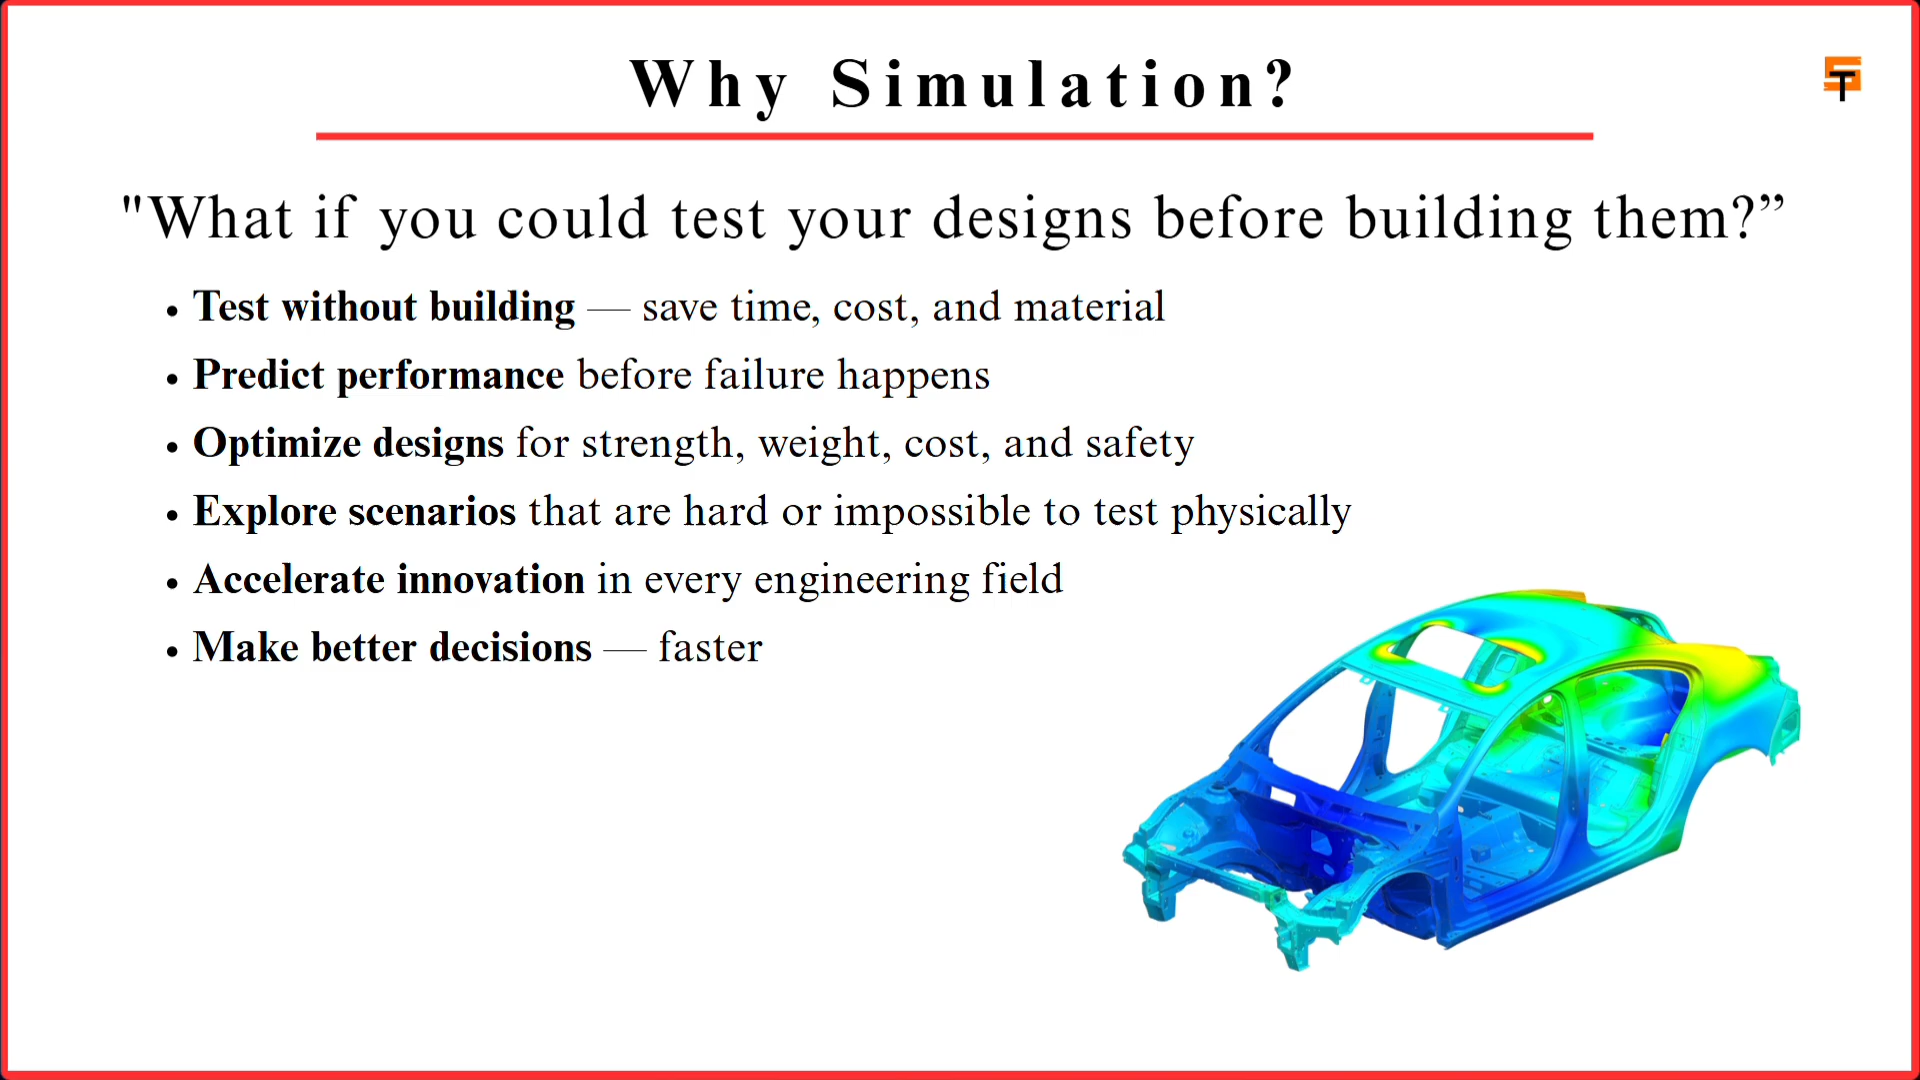 Why Simulation?
"What if you could test your designs before building them?”
• Test without building — save time, cost, and material
• Predict performance before failure happens
• Optimize designs for strength, weight, cost, and safety
• Explore scenarios that are hard or impossible to test physically
• Accelerate innovation in every engineering field
• Make better decisions — faster